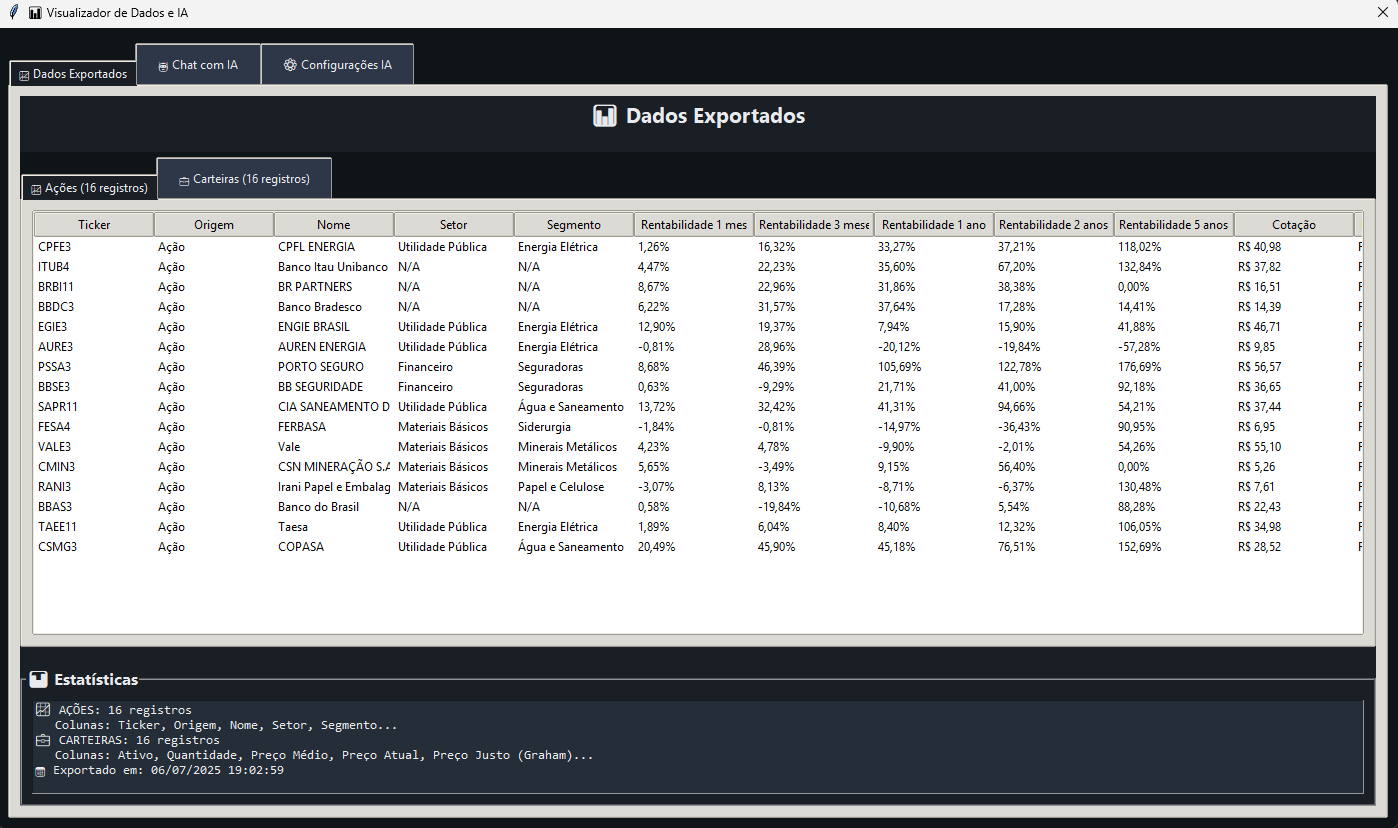 Visualizador de Dados e IA
Dados Exportados Chat com IA Configurações IA
Dados Exportados
Ações (16 registros) Carteiras (16 registros)
Ticker Origem Nome Setor Segmento Rentabilidade 1 mes Rentabilidade 3 mese Rentabilidade 1 ano Rentabilidade 2 anos Rentabilidade 5 anos Cotação
CPFE3 Ação CPFL ENERGIA Utilidade Pública Energia Elétrica 1,26% 16,32% 33,27% 37,21% 118,02% R$ 40,98
ITUB4 Ação Banco Itau Unibanco N/A N/A 4,47% 22,23% 35,60% 67,20% 132,84% R$ 37,82
BRBI11 Ação BR PARTNERS N/A N/A 8,67% 22,96% 31,86% 38,38% 0,00% R$ 16,51
BBDC3 Ação Banco Bradesco N/A N/A 6,22% 31,57% 37,64% 17,28% 14,41% R$ 14,39
EGIE3 Ação ENGIE BRASIL Utilidade Pública Energia Elétrica 12,90% 19,37% 7,94% 15,90% 41,88% R$ 46,71
AURE3 Ação AUREN ENERGIA Utilidade Pública Energia Elétrica -0,81% 28,96% -20,12% -19,84% -57,28% R$ 9,85
PSSA3 Ação PORTO SEGURO Financeiro Seguradoras 8,68% 46,39% 105,69% 122,78% 176,69% R$ 56,57
BBSE3 Ação BB SEGURIDADE Financeiro Seguradoras 0,63% -9,29% 21,71% 41,00% 92,18% R$ 36,65
SAPR11 Ação CIA SANEAMENTO D Utilidade Pública Água e Saneamento 13,72% 32,42% 41,31% 94,66% 54,21% R$ 37,44
FESA4 Ação FERBASA Materiais Básicos Siderurgia -1,84% -0,81% -14,97% -36,43% 90,95% R$ 6,95
VALE3 Ação Vale Materiais Básicos Minerais Metálicos 4,23% 4,78% -9,90% -2,01% 54,26% R$ 55,10
CMIN3 Ação CSN MINERAÇÃO S.A Materiais Básicos Minerais Metálicos 5,65% -3,49% 9,15% 56,40% 0,00% R$ 5,26
RANI3 Ação Irani Papel e Embalag Materiais Básicos Papel e Celulose -3,07% 8,13% -8,71% -6,37% 130,48% R$ 7,61
BBAS3 Ação Banco do Brasil N/A N/A 0,58% -19,84% -10,68% 5,54% 88,28% R$ 22,43
TAEE11 Ação Taesa Utilidade Pública Energia Elétrica 1,89% 6,04% 8,40% 12,32% 106,05% R$ 34,98
CSMG3 Ação COPASA Utilidade Pública Água e Saneamento 20,49% 45,90% 45,18% 76,51% 152,69% R$ 28,52
Estatísticas
AÇÕES: 16 registros
Colunas: Ticker, Origem, Nome, Setor, Segmento...
CARTEIRAS: 16 registros
Colunas: Ativo, Quantidade, Preço Médio, Preço Atual, Preço Justo (Graham)...
Exportado em: 06/07/2025 19:02:59